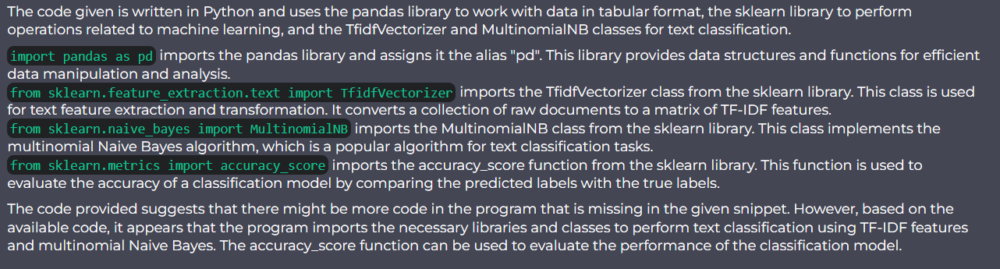 The code given is written in Python and uses the pandas library to work with data in tabular format, the sklearn library to perform
operations related to machine learning, and the TfidfVectorizer and MultinomialNB classes for text classification.
import pandas as pd imports the pandas library and assigns it the alias "pd". This library provides data structures and functions for efficient
data manipulation and analysis.
from sklearn.feature_extraction.text import TfidfVectorizer imports the TfidfVectorizer class from the sklearn library. This class is used
for text feature extraction and transformation. It converts a collection of raw documents to a matrix of TF-IDF features.
from sklearn.naive_bayes import MultinomialNB imports the MultinomialNB class from the sklearn library. This class implements the
multinomial Naive Bayes algorithm, which is a popular algorithm for text classification tasks.
from sklearn.metrics import accuracy_score imports the accuracy_score function from the sklearn library. This function is used to
evaluate the accuracy of a classification model by comparing the predicted labels with the true labels.
The code provided suggests that there might be more code in the program that is missing in the given snippet. However, based on the
available code, it appears that the program imports the necessary libraries and classes to perform text classification using TF-IDF features
and multinomial Naive Bayes. The accuracy_score function can be used to evaluate the performance of the classification model.